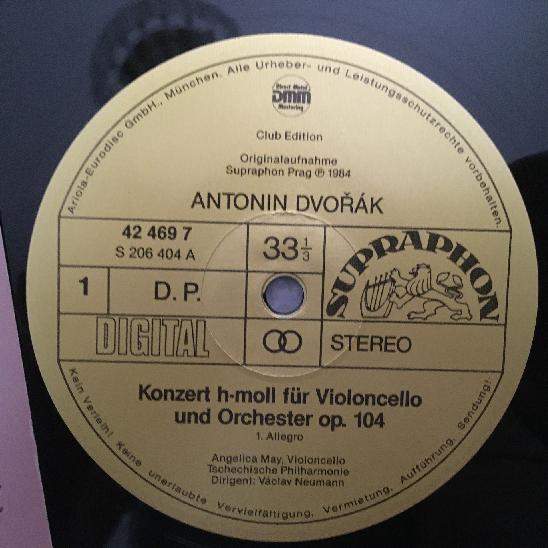 Ariola-Eurodisc GmbH., München. Alle Urheber- und Leistungsschutzrechte vorbehalten.
Direct Metal
DMM
Mastering
Club Edition
Originalaufnahme
Supraphon Prag ℗ 1984
ANTONIN DVOŘÁK
42 469 7
S 206 404 A
33 1/3
SUPRAPHON
1
D.P.
DIGITAL
STEREO
Konzert h-moll für Violoncello
und Orchester op. 104
1. Allegro
Angelica May, Violoncello
Tschechische Philharmonie
Dirigent: Václav Neumann
Kein Verleih! Keine unerlaubte Vervielfältigung, Vermietung, Aufführung, Sendung!